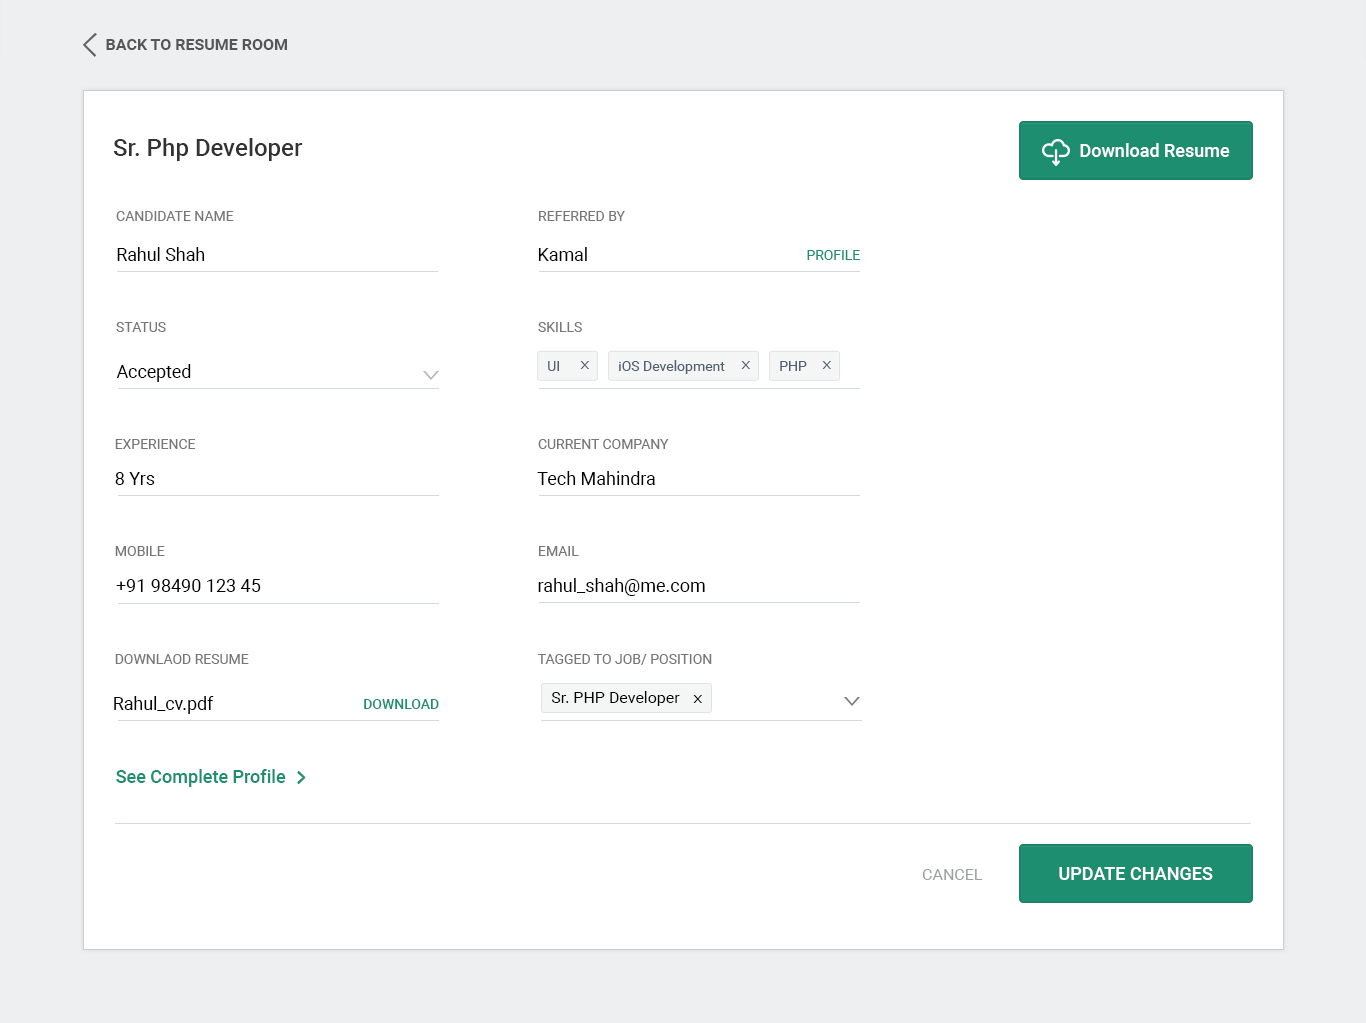 BACK TO RESUME ROOM
Sr. Php Developer
Download Resume
CANDIDATE NAME
Rahul Shah
REFERRED BY
Kamal
PROFILE
STATUS
Accepted
SKILLS
UI ×
iOS Development ×
PHP ×
EXPERIENCE
8 Yrs
CURRENT COMPANY
Tech Mahindra
MOBILE
+91 98490 123 45
EMAIL
rahul_shah@me.com
DOWNLAOD RESUME
Rahul_cv.pdf
DOWNLOAD
TAGGED TO JOB/ POSITION
Sr. PHP Developer ×
See Complete Profile
CANCEL
UPDATE CHANGES